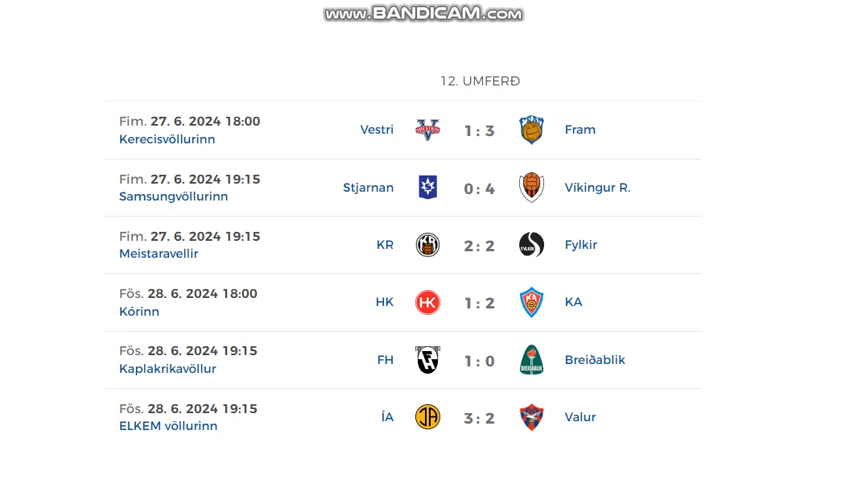 www.BANDICAM.com
12. UMFERÐ
Fim. 27. 6. 2024 18:00
Kerecisvöllurinn
Vestri 1 : 3 Fram
Fim. 27. 6. 2024 19:15
Samsungvöllurinn
Stjarnan 0 : 4 Víkingur R.
Fim. 27. 6. 2024 19:15
Meistaravellir
KR 2 : 2 Fylkir
Fös. 28. 6. 2024 18:00
Kórinn
HK HK 1 : 2 KA
Fös. 28. 6. 2024 19:15
Kaplakrikavöllur
FH 1 : 0 BREIÐABLIK Breiðablik
Fös. 28. 6. 2024 19:15
ELKEM völlurinn
ÍA 3 : 2 Valur